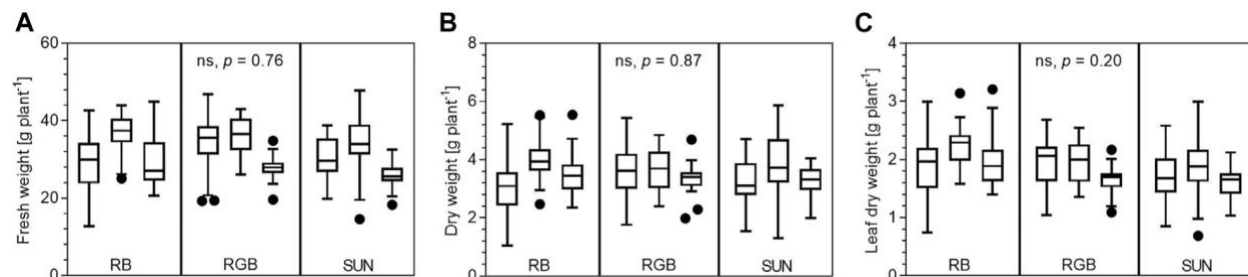 A
Fresh weight [g plant⁻¹]
60
40
20
0
ns, p = 0.76
RB
RGB
SUN
B
Dry weight [g plant⁻¹]
8
6
4
2
0
ns, p = 0.87
RB
RGB
SUN
C
Leaf dry weight [g plant⁻¹]
4
3
2
1
0
ns, p = 0.20
RB
RGB
SUN